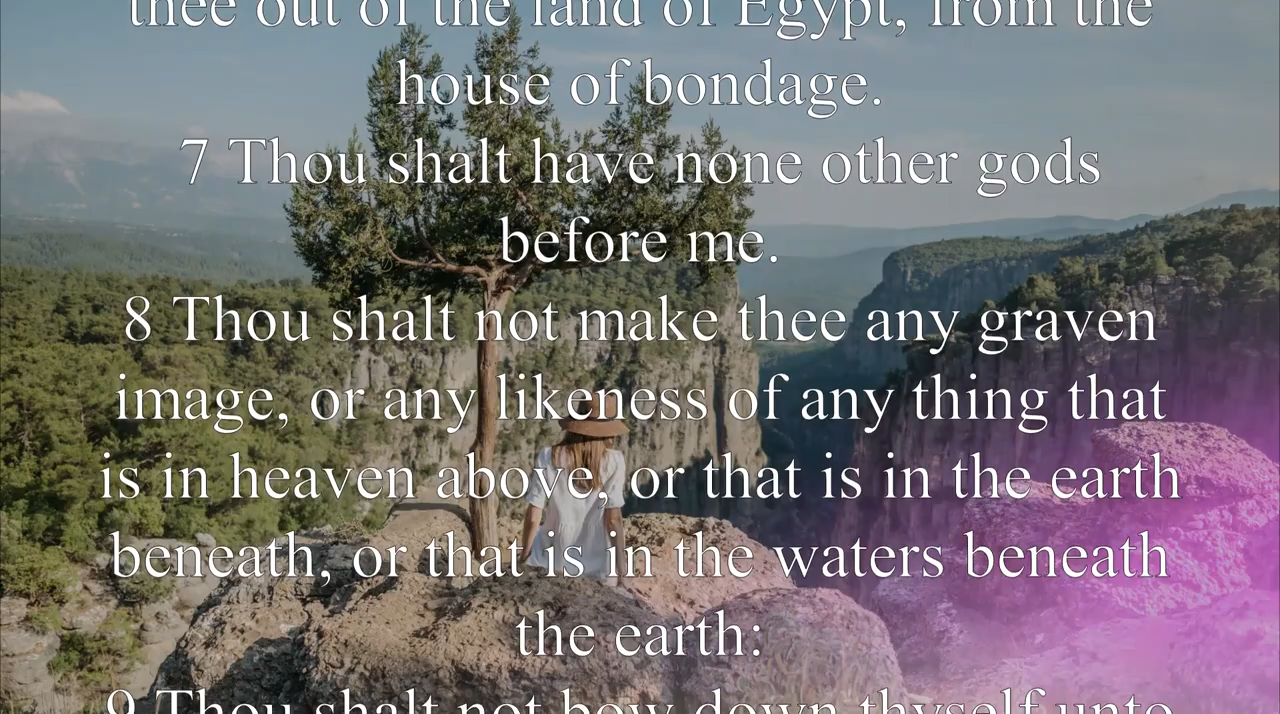 thee out of the land of Egypt, from the
house of bondage.
7 Thou shalt have none other gods
before me.
8 Thou shalt not make thee any graven
image, or any likeness of any thing that
is in heaven above, or that is in the earth
beneath, or that is in the waters beneath
the earth:
9 Thou shalt not bow down thyself unto